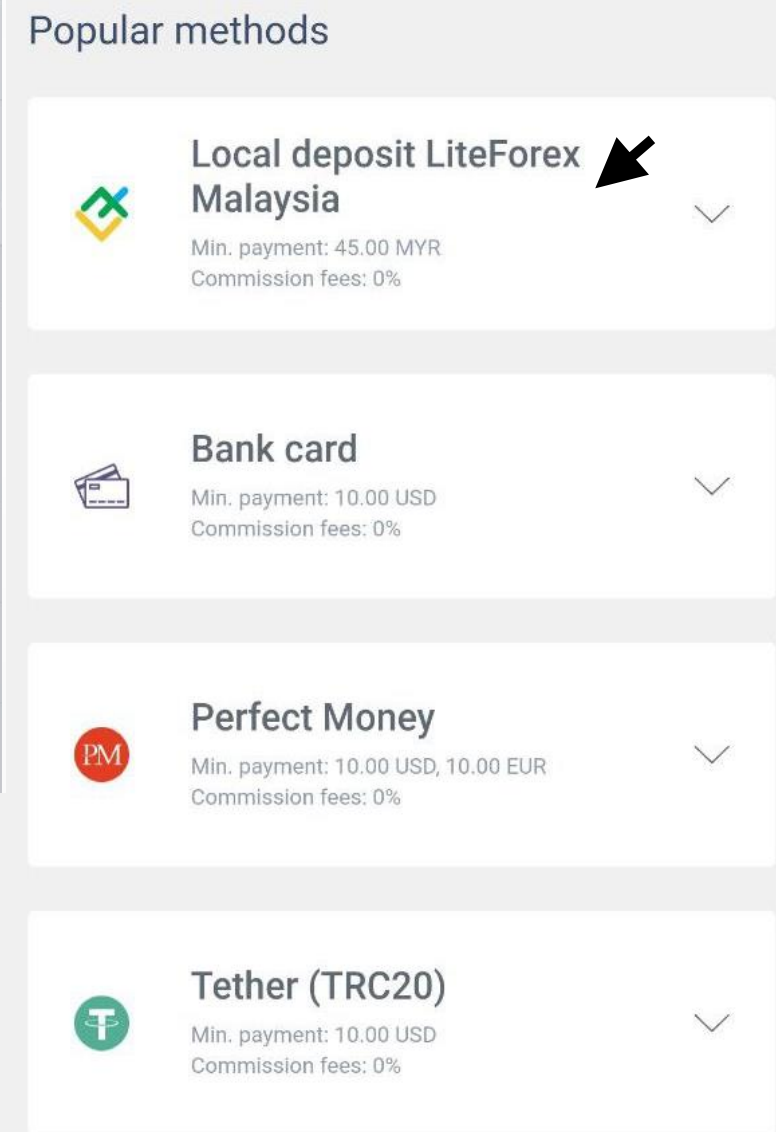 Popular methods
Local deposit LiteForex
Malaysia
Min. payment: 45.00 MYR
Commission fees: 0%
Bank card
Min. payment: 10.00 USD
Commission fees: 0%
PM
Perfect Money
Min. payment: 10.00 USD, 10.00 EUR
Commission fees: 0%
Tether (TRC20)
Min. payment: 10.00 USD
Commission fees: 0%